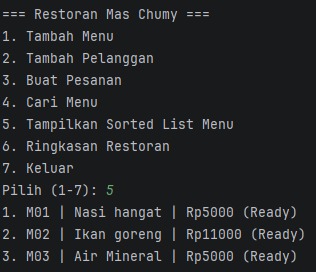 === Restoran Mas Chumy ===
1. Tambah Menu
2. Tambah Pelanggan
3. Buat Pesanan
4. Cari Menu
5. Tampilkan Sorted List Menu
6. Ringkasan Restoran
7. Keluar
Pilih (1-7): 5
1. M01 | Nasi hangat | Rp5000 (Ready)
2. M02 | Ikan goreng | Rp11000 (Ready)
3. M03 | Air Mineral | Rp5000 (Ready)